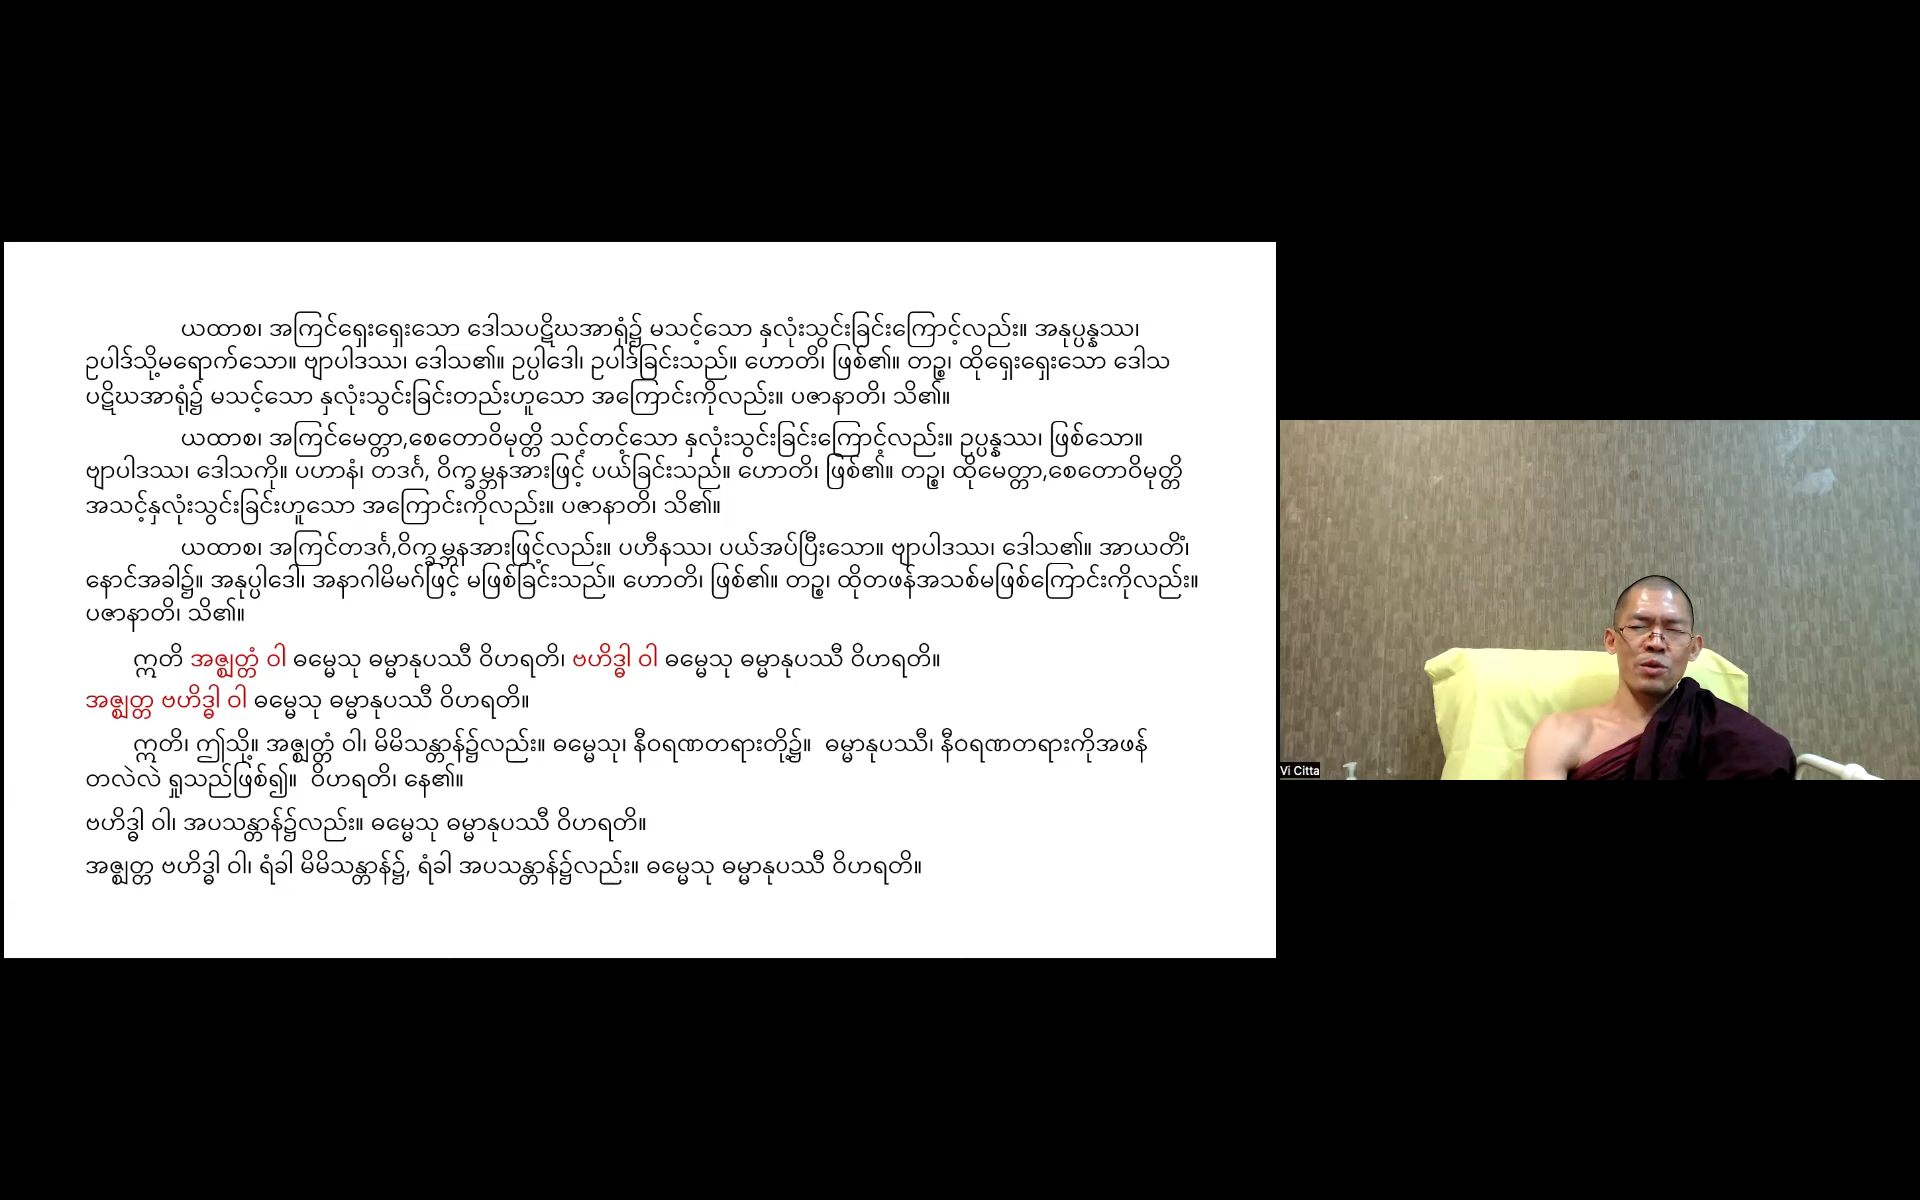 ယထာစ၊ အကြင်ရှေးရှေးသော ဒေါသပဋိဃအာရုံ၌ မသင့်သော နှလုံးသွင်းခြင်းကြောင့်လည်း။ အနုပ္ပန္နဿ၊
ဥပါဒ်သို့မရောက်သော။ ဗျာပါဒဿ၊ ဒေါသ၏။ ဥပ္ပါဒေါ၊ ဥပါဒ်ခြင်းသည်။ ဟောတိ၊ ဖြစ်၏။ တဉ္စ၊ ထိုရှေးရှေးသော ဒေါသ
ပဋိဃအာရုံ၌ မသင့်သော နှလုံးသွင်းခြင်းတည်းဟူသော အကြောင်းကိုလည်း။ ပဇာနာတိ၊ သိ၏။
ယထာစ၊ အကြင်မေတ္တာ,စေတောဝိမုတ္တိ သင့်တင့်သော နှလုံးသွင်းခြင်းကြောင့်လည်း။ ဥပ္ပန္နဿ၊ ဖြစ်သော။
ဗျာပါဒဿ၊ ဒေါသကို။ ပဟာနံ၊ တဒင်္ဂ, ဝိက္ခမ္ဘနအားဖြင့် ပယ်ခြင်းသည်။ ဟောတိ၊ ဖြစ်၏။ တဉ္စ၊ ထိုမေတ္တာ,စေတောဝိမုတ္တိ
အသင့်နှလုံးသွင်းခြင်းဟူသော အကြောင်းကိုလည်း။ ပဇာနာတိ၊ သိ၏။
ယထာစ၊ အကြင်တဒင်္ဂ,ဝိက္ခမ္ဘနအားဖြင့်လည်း။ ပဟီနဿ၊ ပယ်အပ်ပြီးသော။ ဗျာပါဒဿ၊ ဒေါသ၏။ အာယတိံ၊
နောင်အခါ၌။ အနုပ္ပါဒေါ၊ အနာဂါမိမဂ်ဖြင့် မဖြစ်ခြင်းသည်။ ဟောတိ၊ ဖြစ်၏။ တဉ္စ၊ ထိုတဖန်အသစ်မဖြစ်ကြောင်းကိုလည်း။
ပဇာနာတိ၊ သိ၏။
ဣတိ အဇ္ဈတ္တံ ဝါ ဓမ္မေသု ဓမ္မာနုပဿီ ဝိဟရတိ၊ ဗဟိဒ္ဓါ ဝါ ဓမ္မေသု ဓမ္မာနုပဿီ ဝိဟရတိ။
အဇ္ဈတ္တ ဗဟိဒ္ဓါ ဝါ ဓမ္မေသု ဓမ္မာနုပဿီ ဝိဟရတိ။
ဣတိ၊ ဤသို့။ အဇ္ဈတ္တံ ဝါ၊ မိမိသန္တာန်၌လည်း။ ဓမ္မေသု၊ နီဝရဏတရားတို့၌။ ဓမ္မာနုပဿီ၊ နီဝရဏတရားကိုအဖန်
တလဲလဲ ရှုသည်ဖြစ်၍။ ဝိဟရတိ၊ နေ၏။
ဗဟိဒ္ဓါ ဝါ၊ အပသန္တာန်၌လည်း။ ဓမ္မေသု ဓမ္မာနုပဿီ ဝိဟရတိ။
အဇ္ဈတ္တ ဗဟိဒ္ဓါ ဝါ၊ ရံခါ မိမိသန္တာန်၌, ရံခါ အပသန္တာန်၌လည်း။ ဓမ္မေသု ဓမ္မာနုပဿီ ဝိဟရတိ။
Vi Citta